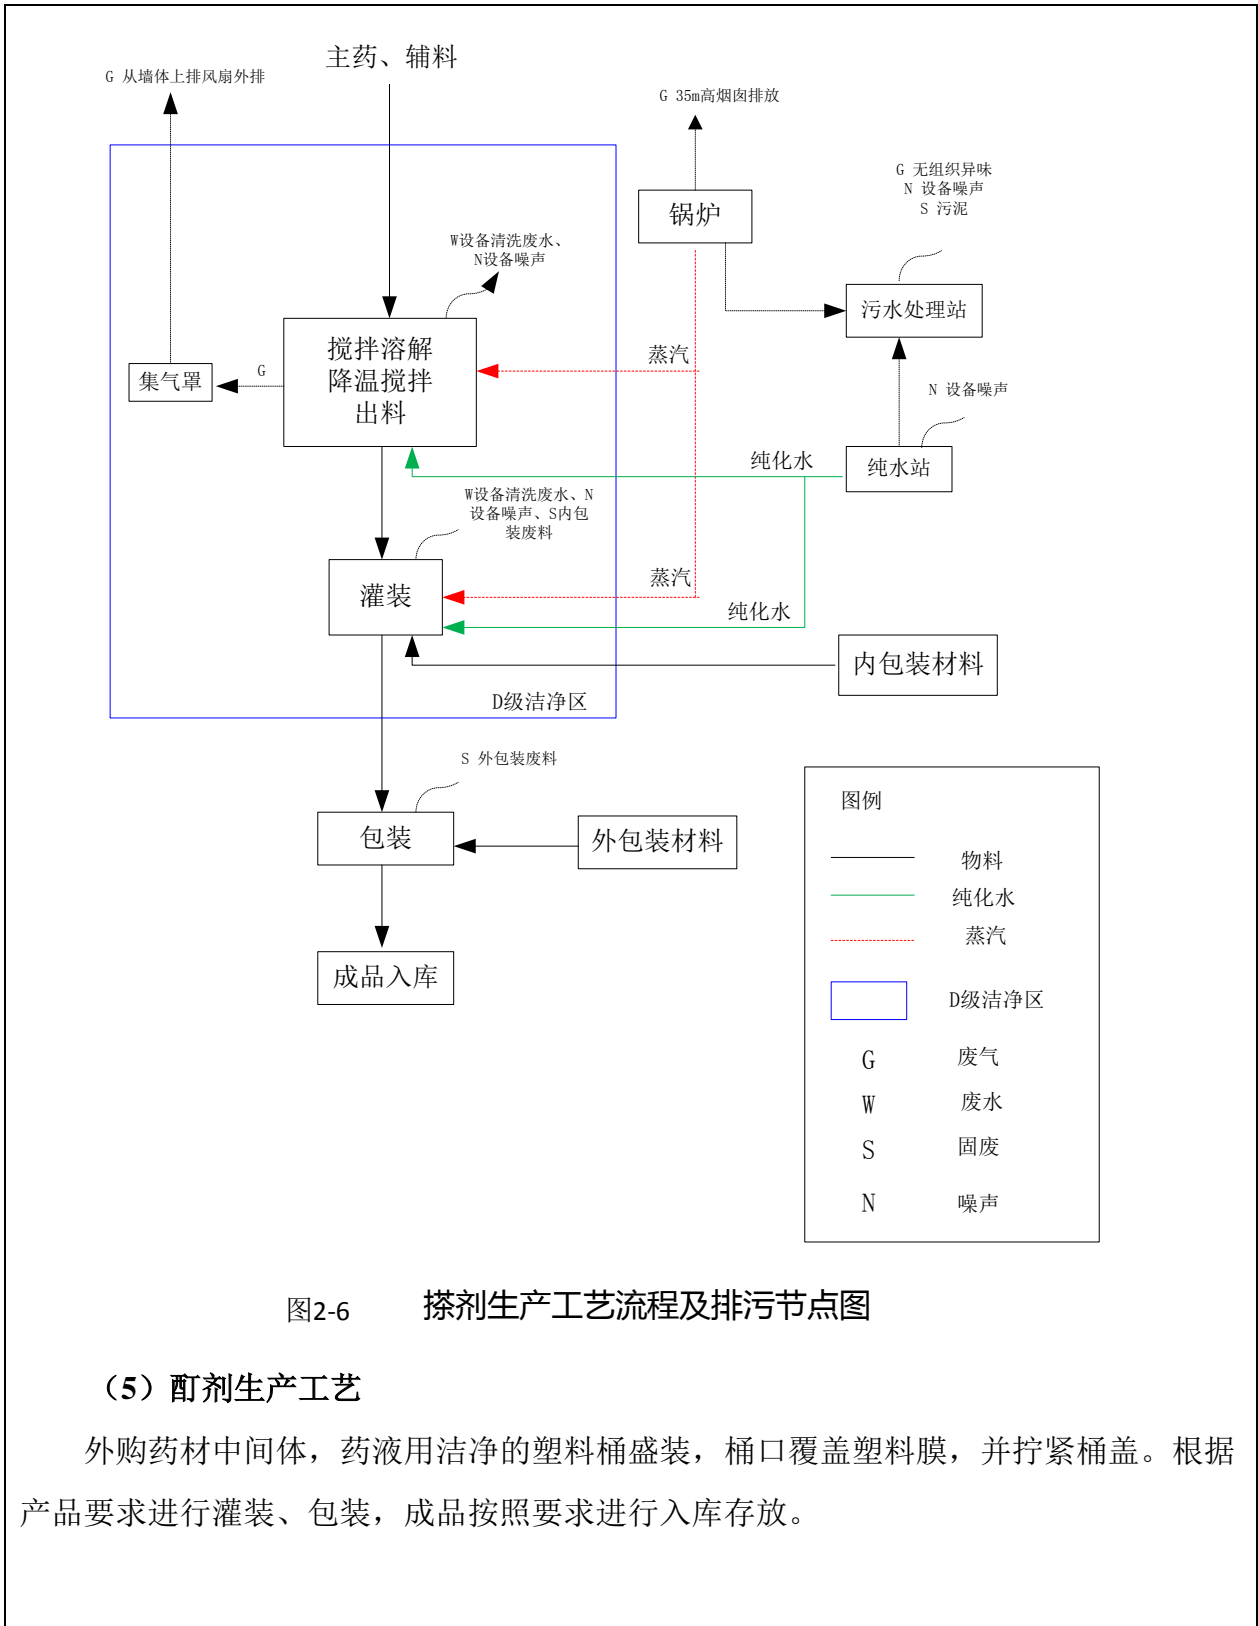 主药、辅料
G 从墙体上排风扇外排
G 35m高烟囱排放
G 无组织异味
N 设备噪声
S 污泥
锅炉
W设备清洗废水、
N设备噪声
污水处理站
搅拌溶解
降温搅拌
出料
蒸汽
集气罩
G
N 设备噪声
纯化水
纯水站
W设备清洗废水、N
设备噪声、S内包
装废料
灌装
蒸汽
纯化水
内包装材料
D级洁净区
S 外包装废料
包装
外包装材料
成品入库
图例
物料
纯化水
蒸汽
D级洁净区
G 废气
W 废水
S 固废
N 噪声
图2-6 搽剂生产工艺流程及排污节点图
（5）酊剂生产工艺
外购药材中间体，药液用洁净的塑料桶盛装，桶口覆盖塑料膜，并拧紧桶盖。根据
产品要求进行灌装、包装，成品按照要求进行入库存放。